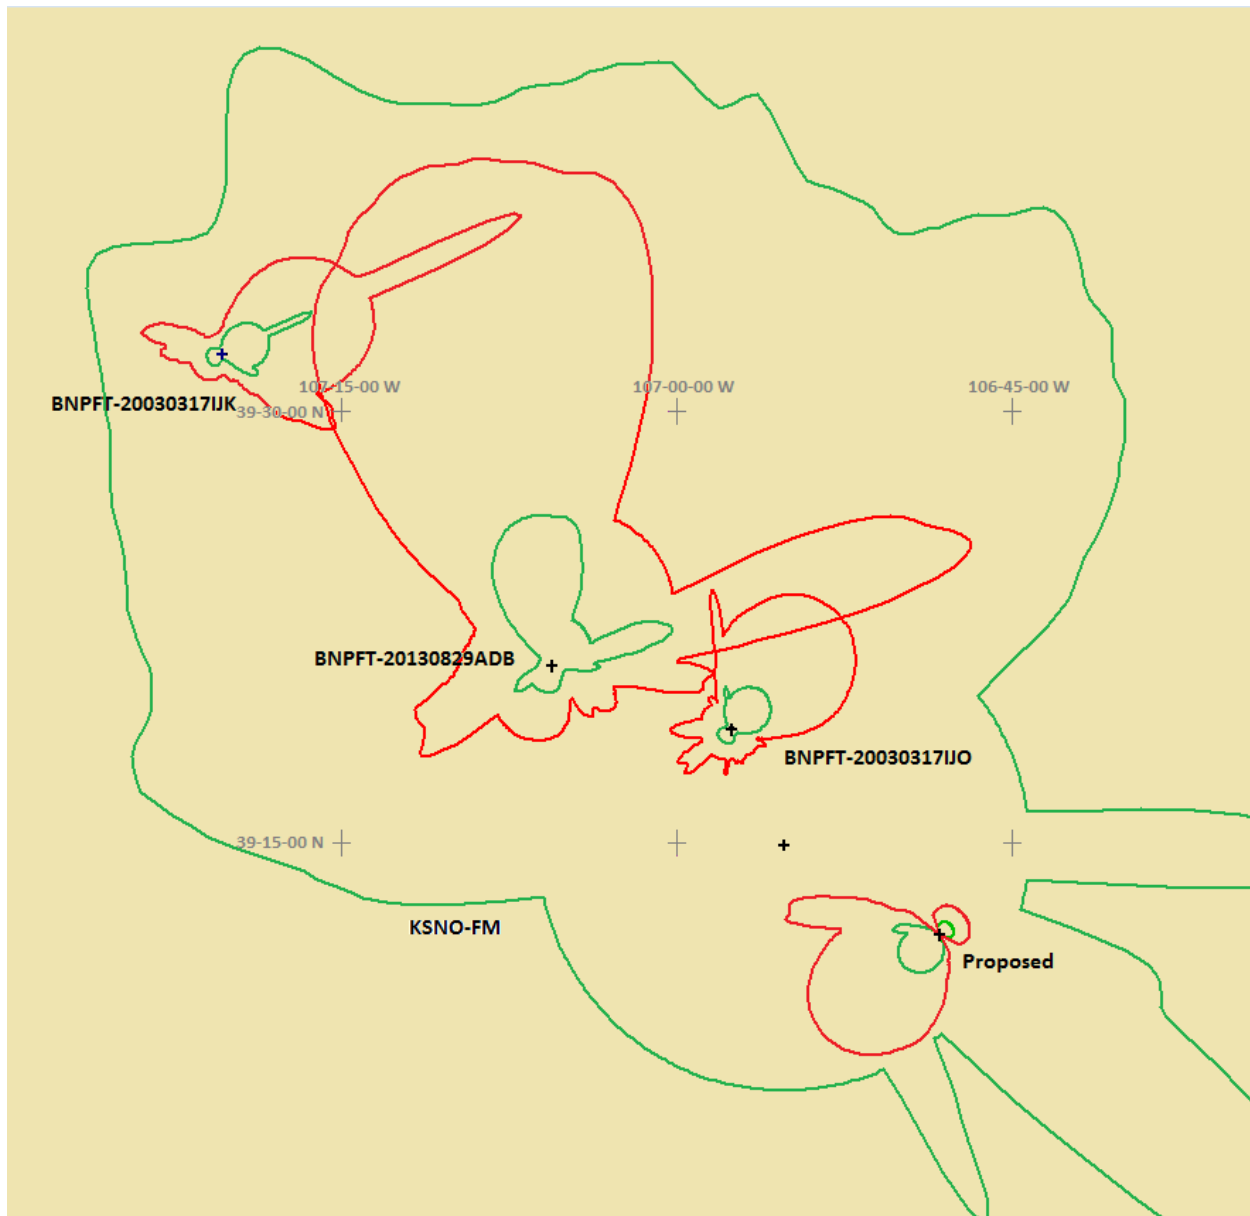 107-15-00 W
107-00-00 W
106-45-00 W
BNPFT-20030317IJK
39-30-00 N
BNPFT-20130829ADB
BNPFT-20030317IJO
39-15-00 N
KSNO-FM
Proposed